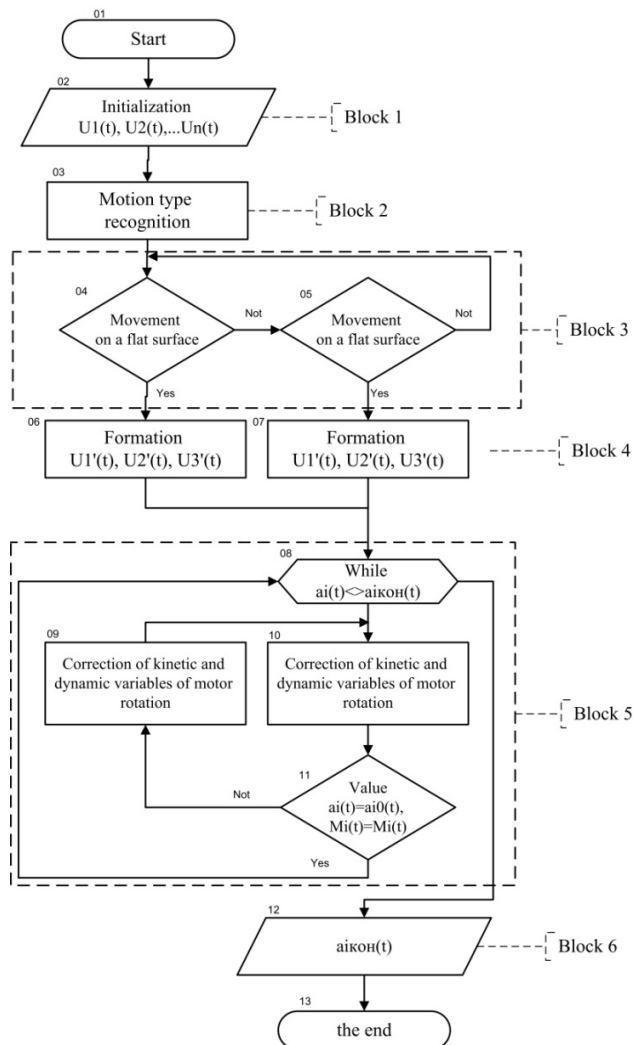 01
Start
02
Initialization
U1(t), U2(t),...Un(t)
Block 1
03
Motion type
recognition
Block 2
04
Movement
on a flat surface
Not
05
Movement
on a flat surface
Not
Block 3
Yes
Yes
06
Formation
U1'(t), U2'(t), U3'(t)
07
Formation
U1'(t), U2'(t), U3'(t)
Block 4
08
While
ai(t)<>aiкон(t)
09
Correction of kinetic and
dynamic variables of motor
rotation
10
Correction of kinetic and
dynamic variables of motor
rotation
Block 5
11
Value
ai(t)=ai0(t),
Mi(t)=Mi(t)
Not
Yes
12
aiкон(t)
Block 6
13
the end